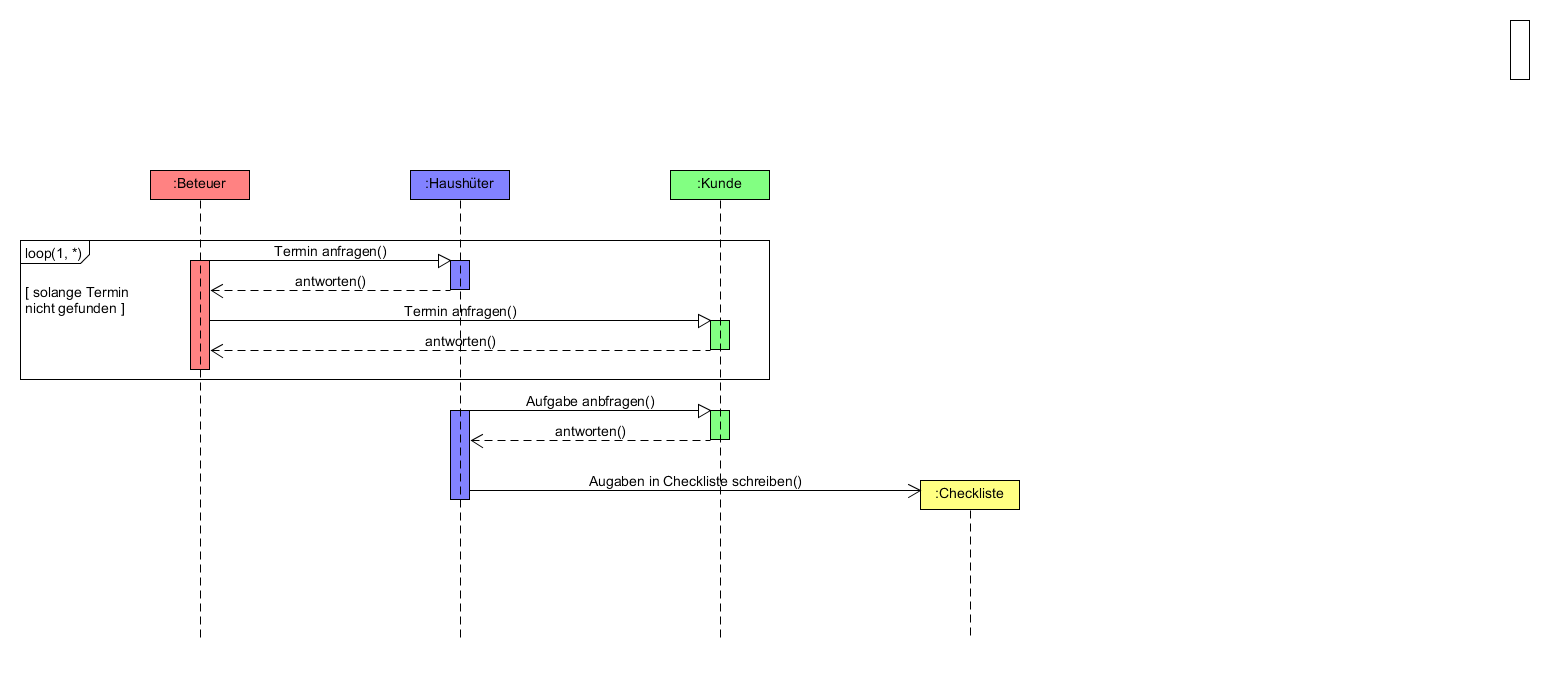 :Beteuer
:Haushüter
:Kunde
loop(1, *)
Termin anfragen()
antworten()
[ solange Termin
nicht gefunden ]
Termin anfragen()
antworten()
Aufgabe anbfragen()
antworten()
Augaben in Checkliste schreiben()
:Checkliste